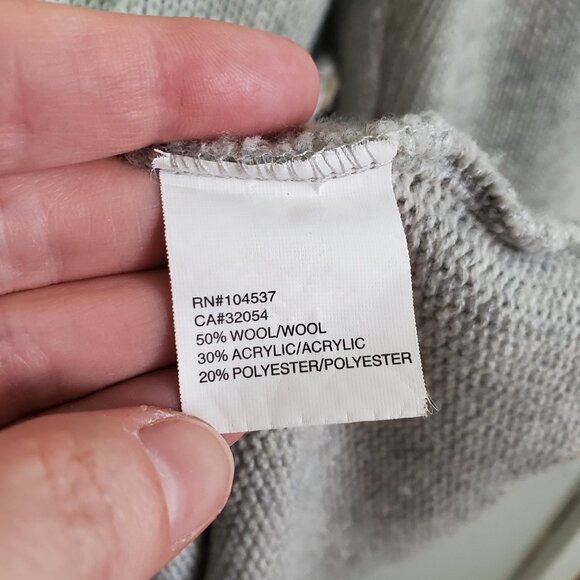 RN#104537
CA#32054
50% WOOL/WOOL
30% ACRYLIC/ACRYLIC
20% POLYESTER/POLYESTER